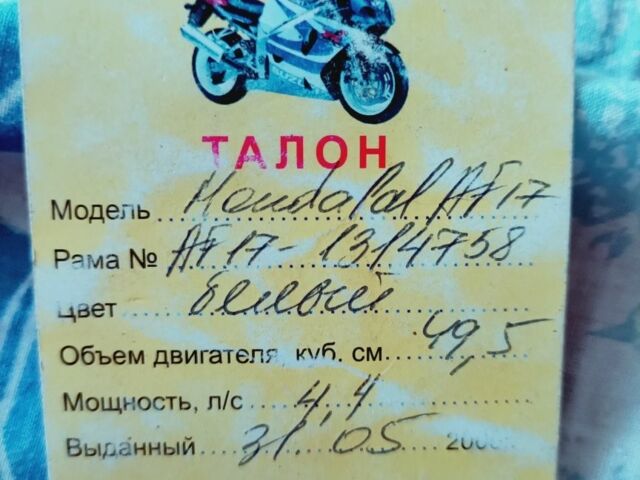 ТАЛОН
Модель Honda Pal AF17
Рама № AF17-1314758
Цвет белый
Объем двигателя, куб. см. 49,5
Мощность, л/с 4,4
Выданный 31.05